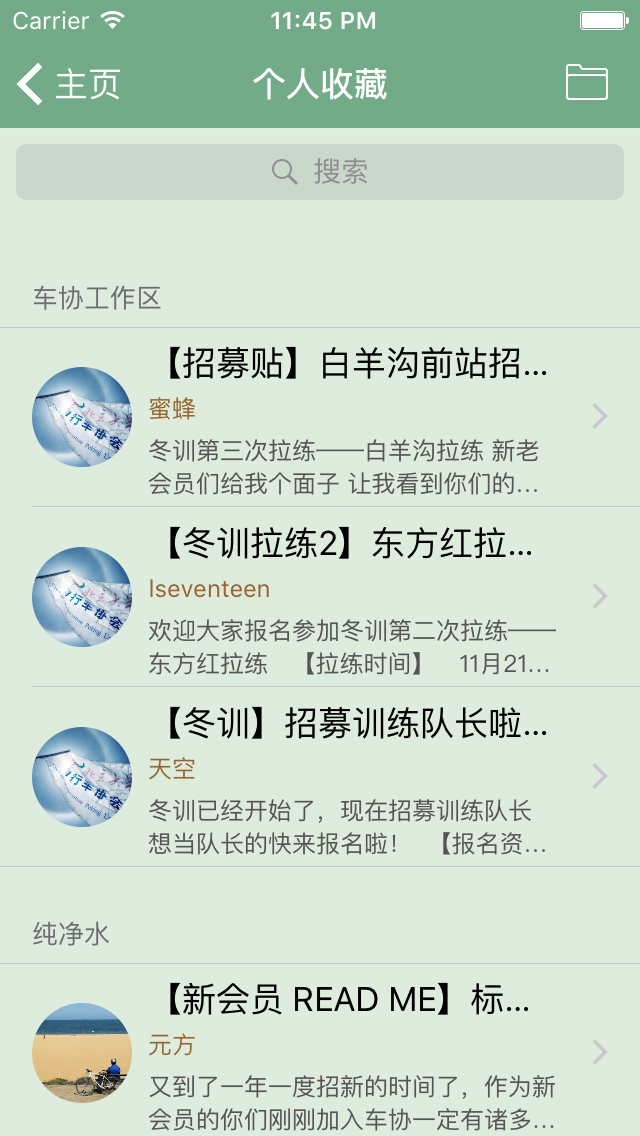 Carrier 11:45 PM
主页 个人收藏
搜索
车协工作区
【招募贴】白羊沟前站招...
蜜蜂
冬训第三次拉练——白羊沟拉练 新老
会员们给我个面子 让我看到你们的...
【冬训拉练2】东方红拉...
lseventeen
欢迎大家报名参加冬训第二次拉练——
东方红拉练 【拉练时间】 11月21...
【冬训】招募训练队长啦...
天空
冬训已经开始了，现在招募训练队长
想当队长的快来报名啦！ 【报名资...
纯净水
【新会员 READ ME】标...
元方
又到了一年一度招新的时间了，作为新
会员的你们刚刚加入车协一定有诸多...